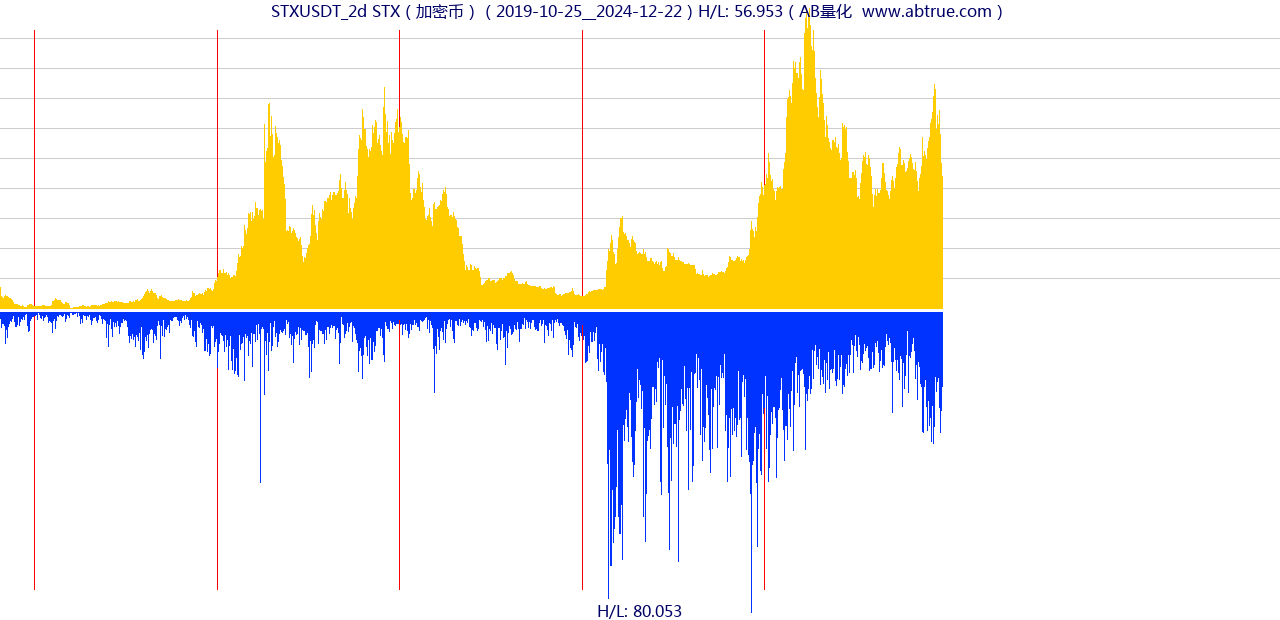 STXUSDT_2d STX ( 加密币 ) ( 2019-10-25__2024-12-22 ) H/L: 56.953 ( AB量化  www.abtrue.com )
H/L: 80.053